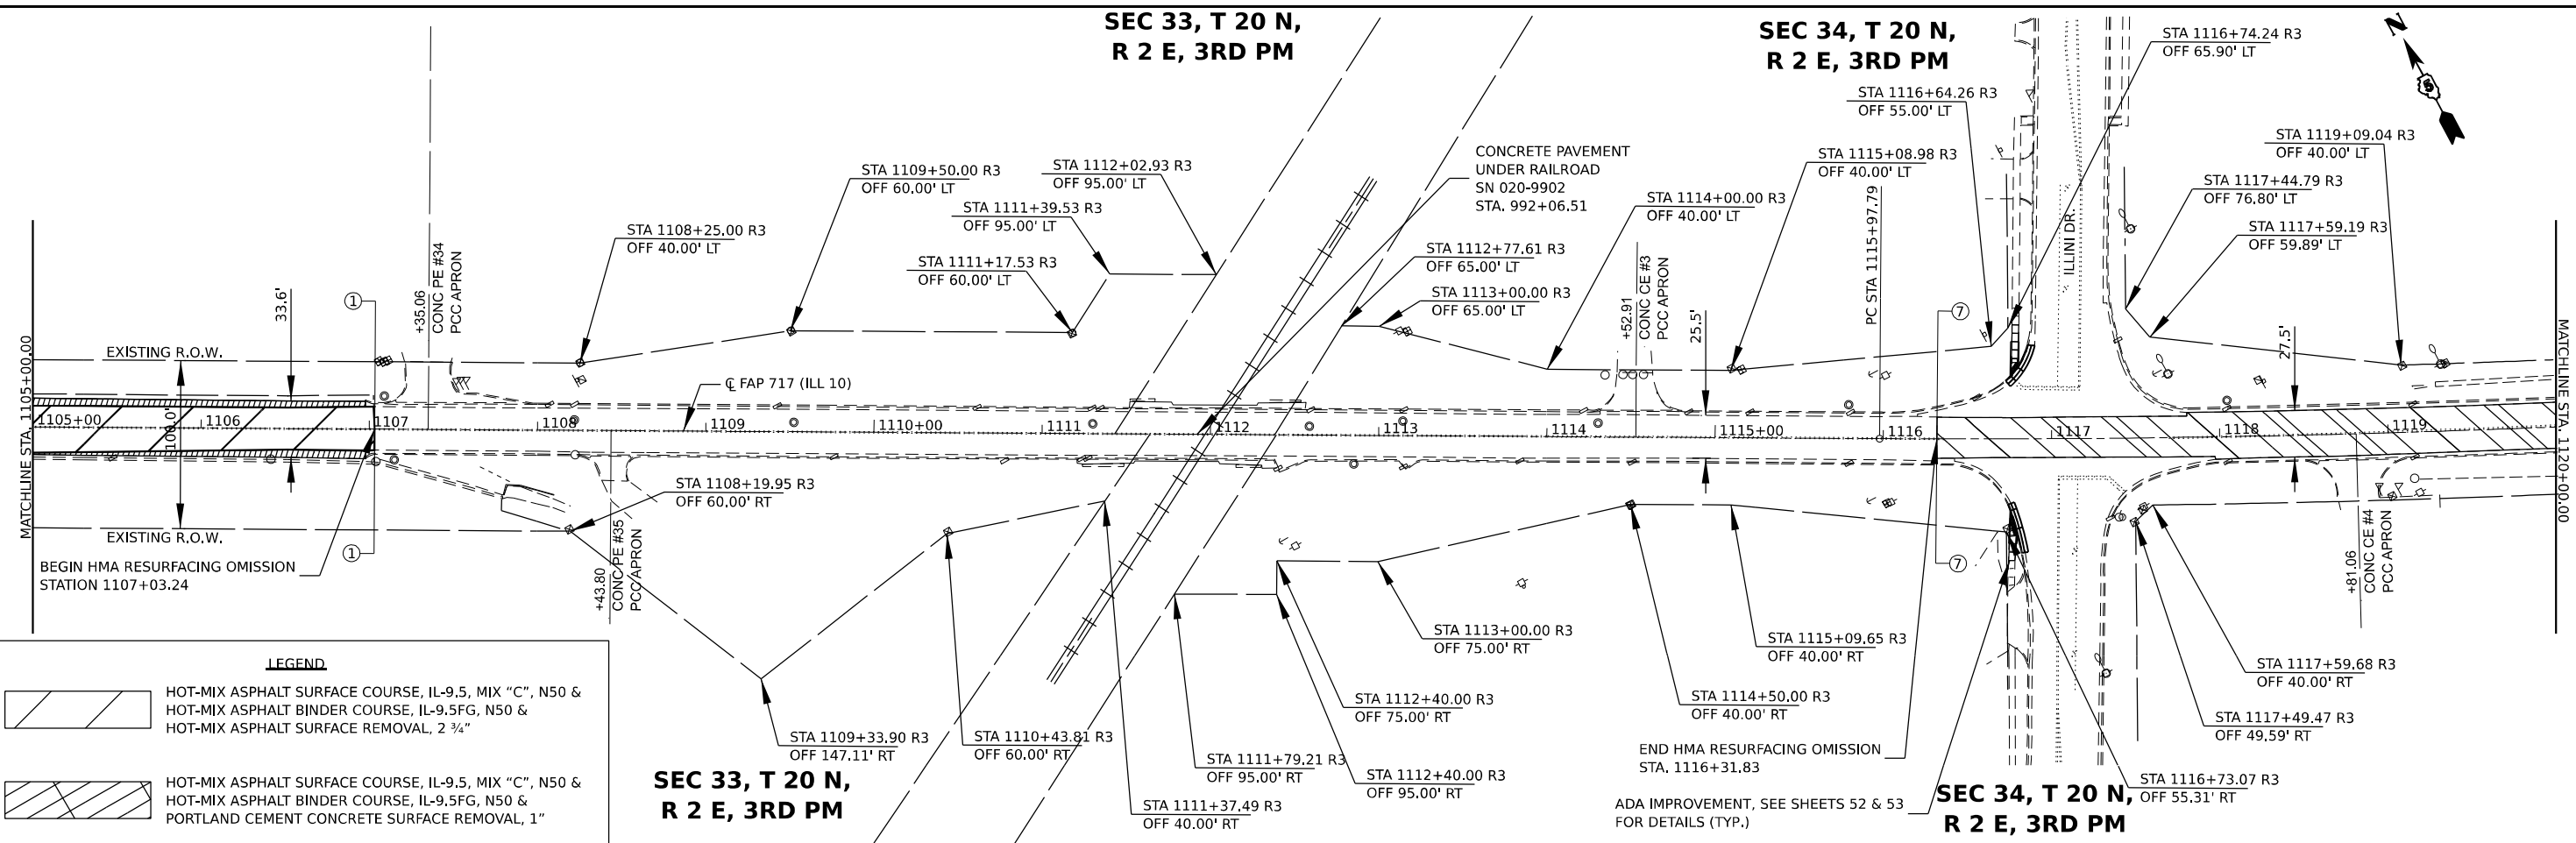 SEC 33, T 20 N,
R 2 E, 3RD PM
SEC 34, T 20 N,
R 2 E, 3RD PM
N
5
STA 1116+74.24 R3
OFF 65.90' LT
STA 1116+64.26 R3
OFF 55.00' LT
STA 1119+09.04 R3
OFF 40.00' LT
STA 1109+50.00 R3
OFF 60.00' LT
STA 1112+02.93 R3
OFF 95.00' LT
CONCRETE PAVEMENT
UNDER RAILROAD
SN 020-9902
STA. 992+06.51
STA 1115+08.98 R3
OFF 40.00' LT
STA 1117+44.79 R3
OFF 76.80' LT
STA 1111+39.53 R3
OFF 95.00' LT
STA 1114+00.00 R3
OFF 40.00' LT
STA 1108+25.00 R3
OFF 40.00' LT
STA 1117+59.19 R3
OFF 59.89' LT
STA 1111+17.53 R3
OFF 60.00' LT
STA 1112+77.61 R3
OFF 65.00' LT
STA 1113+00.00 R3
OFF 65.00' LT
PC STA 1115+97.79
ILLINI DR.
33.6'
1
+35.06
CONC PE #34
PCC APRON
+52.91
CONC CE #3
PCC APRON
25.5'
7
27.5'
MATCHLINE STA. 1105+00.00
MATCHLINE STA. 1120+00.00
EXISTING R.O.W.
℄ FAP 717 (ILL 10)
1105+00
100.0'
1106
1107
1108
1109
1110+00
1111
1112
1113
1114
1115+00
1116
1117
1118
1119
EXISTING R.O.W.
1
7
BEGIN HMA RESURFACING OMISSION
STATION 1107+03.24
STA 1108+19.95 R3
OFF 60.00' RT
+43.80
CONC PE #35
PCC APRON
+81.06
CONC CE #4
PCC APRON
STA 1113+00.00 R3
OFF 75.00' RT
STA 1115+09.65 R3
OFF 40.00' RT
STA 1117+59.68 R3
OFF 40.00' RT
STA 1112+40.00 R3
OFF 75.00' RT
STA 1114+50.00 R3
OFF 40.00' RT
STA 1117+49.47 R3
OFF 49.59' RT
STA 1109+33.90 R3
OFF 147.11' RT
STA 1110+43.81 R3
OFF 60.00' RT
STA 1111+79.21 R3
OFF 95.00' RT
STA 1112+40.00 R3
OFF 95.00' RT
END HMA RESURFACING OMISSION
STA. 1116+31.83
STA 1116+73.07 R3
OFF 55.31' RT
STA 1111+37.49 R3
OFF 40.00' RT
ADA IMPROVEMENT, SEE SHEETS 52 & 53
FOR DETAILS (TYP.)
SEC 33, T 20 N,
R 2 E, 3RD PM
SEC 34, T 20 N,
R 2 E, 3RD PM
LEGEND
HOT-MIX ASPHALT SURFACE COURSE, IL-9.5, MIX “C”, N50 &
HOT-MIX ASPHALT BINDER COURSE, IL-9.5FG, N50 &
HOT-MIX ASPHALT SURFACE REMOVAL, 2 ¾”
HOT-MIX ASPHALT SURFACE COURSE, IL-9.5, MIX “C”, N50 &
HOT-MIX ASPHALT BINDER COURSE, IL-9.5FG, N50 &
PORTLAND CEMENT CONCRETE SURFACE REMOVAL, 1”